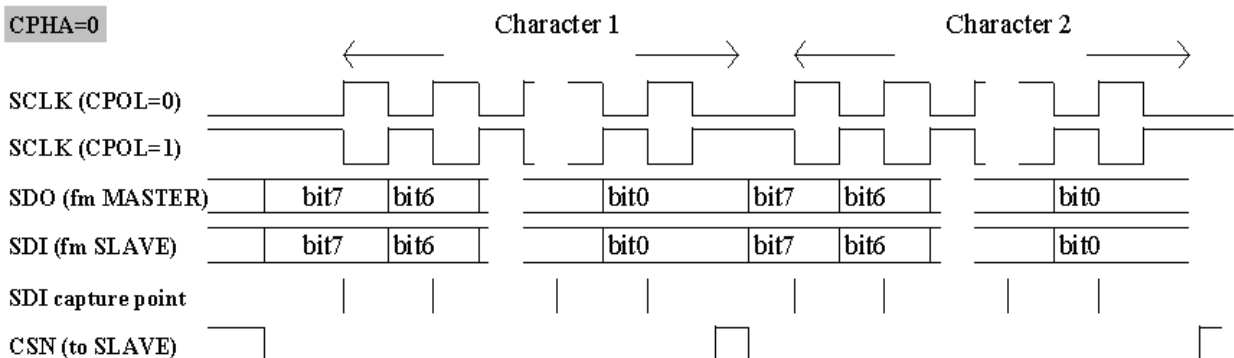 CPHA=0
Character 1
Character 2
SCLK (CPOL=0)
SCLK (CPOL=1)
SDO (fm MASTER) bit7 bit6 bit0 bit7 bit6 bit0
SDI (fm SLAVE) bit7 bit6 bit0 bit7 bit6 bit0
SDI capture point
CSN (to SLAVE)